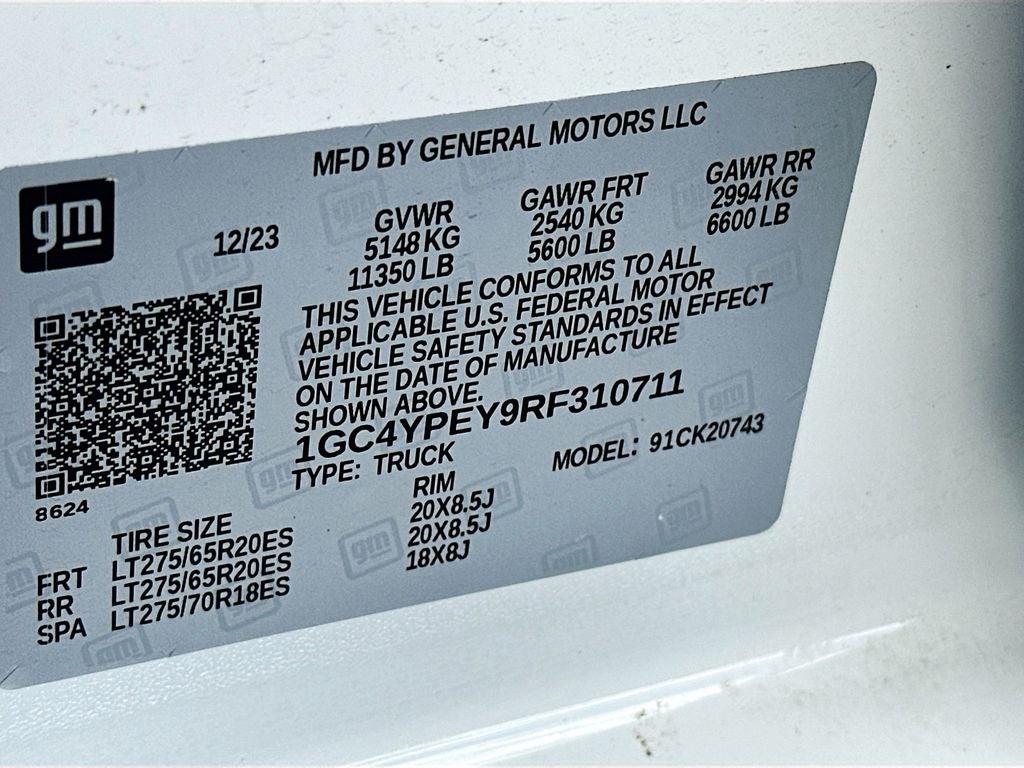 MFD BY GENERAL MOTORS LLC
gm
12/23
GVWR GAWR FRT GAWR RR
5148 KG 2540 KG 2994 KG
11350 LB 5600 LB 6600 LB
THIS VEHICLE CONFORMS TO ALL
APPLICABLE U.S. FEDERAL MOTOR
VEHICLE SAFETY STANDARDS IN EFFECT
ON THE DATE OF MANUFACTURE
SHOWN ABOVE.
1GC4YPEY9RF310711
TYPE: TRUCK MODEL: 91CK20743
8624
TIRE SIZE RIM
FRT LT275/65R20ES 20X8.5J
RR LT275/65R20ES 20X8.5J
SPA LT275/70R18ES 18X8J